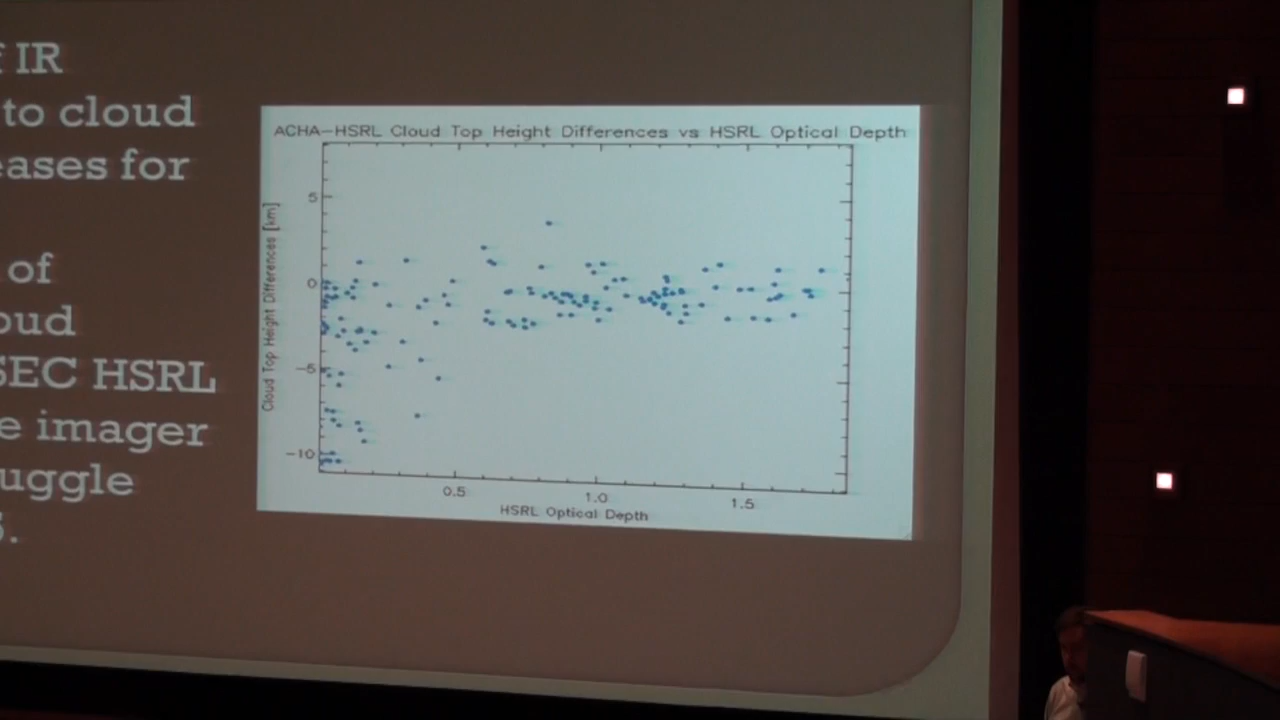 IR
to cloud
eases for
of
oud
SEC HSRL
e imager
uggle
ACHA-HSRL Cloud Top Height Differences vs HSRL Optical Depth
Cloud Top Height Differences [km]
5
0
-5
-10
0.5 1.0 1.5
HSRL Optical Depth